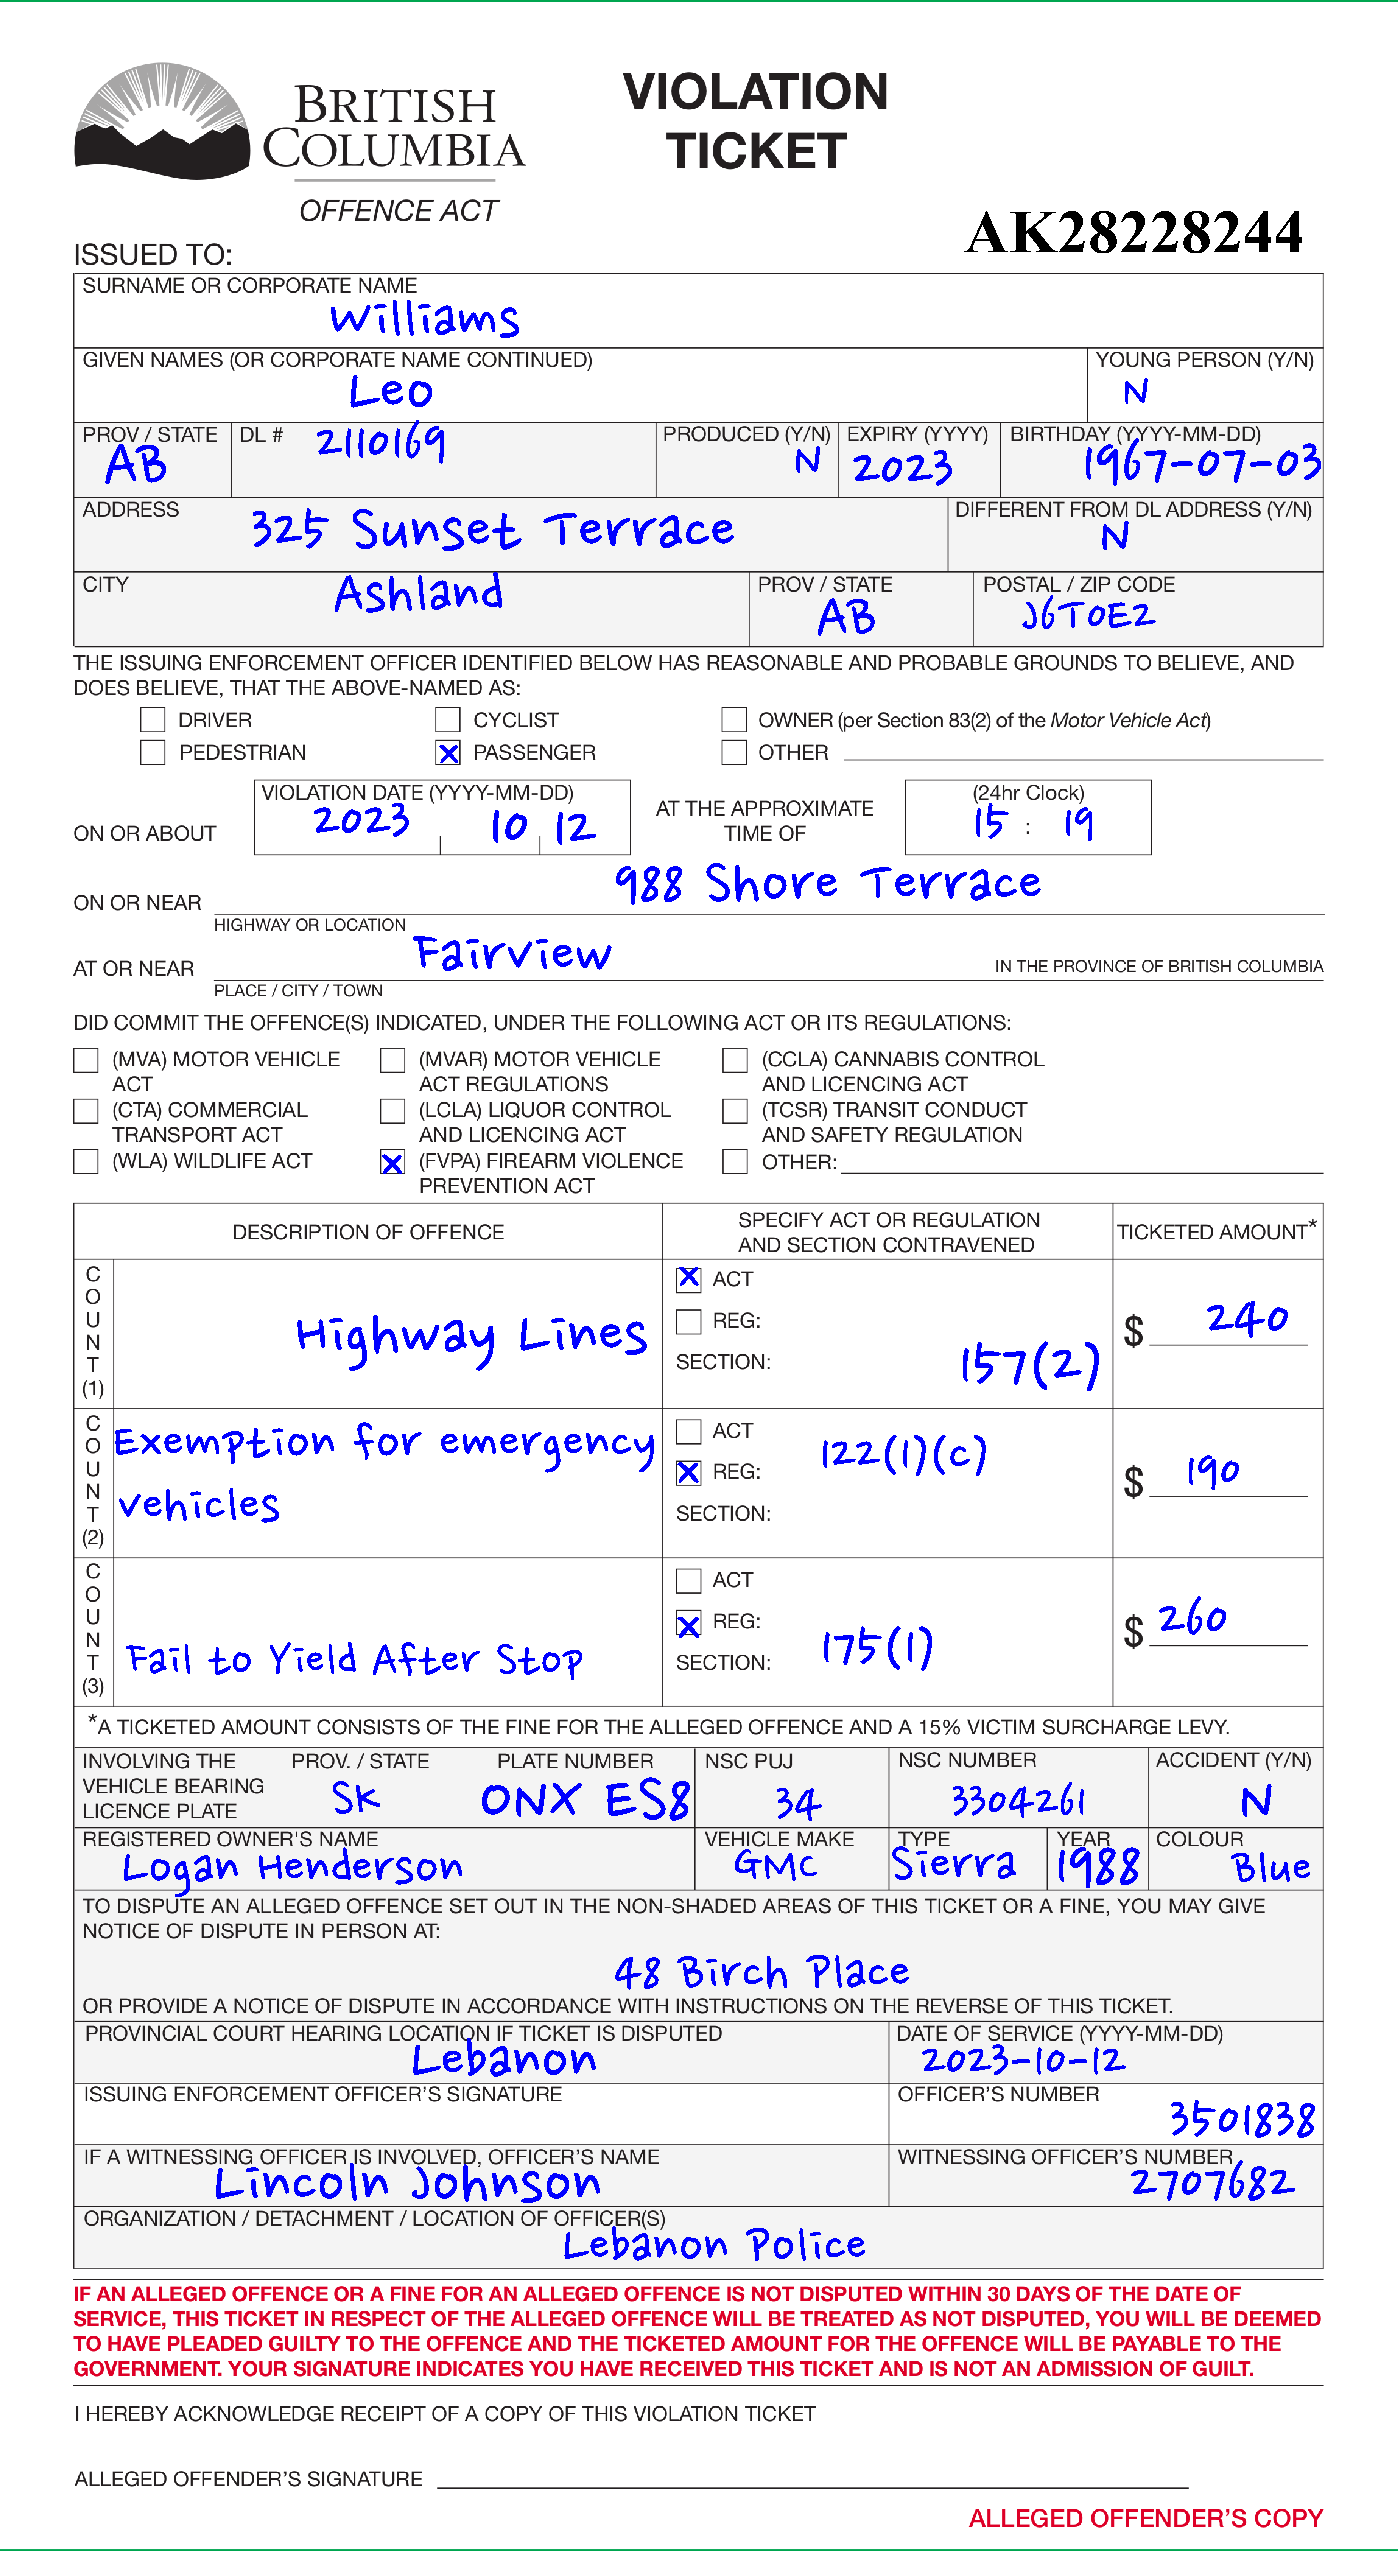 BRITISH
COLUMBIA
OFFENCE ACT
VIOLATION
TICKET
AK28228244
ISSUED TO:
SURNAME OR CORPORATE NAME
Williams
GIVEN NAMES (OR CORPORATE NAME CONTINUED)
Leo
YOUNG PERSON (Y/N)
N
PROV / STATE
AB
DL #
2110169
PRODUCED (Y/N)
N
EXPIRY (YYYY)
2023
BIRTHDAY (YYYY-MM-DD)
1967-07-03
ADDRESS
325 Sunset Terrace
DIFFERENT FROM DL ADDRESS (Y/N)
N
CITY
Ashland
PROV / STATE
AB
POSTAL / ZIP CODE
J6T0E2
THE ISSUING ENFORCEMENT OFFICER IDENTIFIED BELOW HAS REASONABLE AND PROBABLE GROUNDS TO BELIEVE, AND
DOES BELIEVE, THAT THE ABOVE-NAMED AS:
DRIVER
CYCLIST
OWNER (per Section 83(2) of the Motor Vehicle Act)
PEDESTRIAN
X PASSENGER
OTHER
ON OR ABOUT
VIOLATION DATE (YYYY-MM-DD)
2023 10 12
AT THE APPROXIMATE
TIME OF
(24hr Clock)
15 : 19
ON OR NEAR
988 Shore Terrace
HIGHWAY OR LOCATION
AT OR NEAR
Fairview
IN THE PROVINCE OF BRITISH COLUMBIA
PLACE / CITY / TOWN
DID COMMIT THE OFFENCE(S) INDICATED, UNDER THE FOLLOWING ACT OR ITS REGULATIONS:
(MVA) MOTOR VEHICLE
ACT
(MVAR) MOTOR VEHICLE
ACT REGULATIONS
(CCLA) CANNABIS CONTROL
AND LICENCING ACT
(CTA) COMMERCIAL
TRANSPORT ACT
(LCLA) LIQUOR CONTROL
AND LICENCING ACT
(TCSR) TRANSIT CONDUCT
AND SAFETY REGULATION
(WLA) WILDLIFE ACT
X (FVPA) FIREARM VIOLENCE
PREVENTION ACT
OTHER:
DESCRIPTION OF OFFENCE
SPECIFY ACT OR REGULATION
AND SECTION CONTRAVENED
TICKETED AMOUNT*
COUNT (1)
Highway Lines
X ACT
REG:
SECTION:
157(2)
$ 240
COUNT (2)
Exemption for emergency
vehicles
ACT
X REG:
SECTION:
122(1)(c)
$ 190
COUNT (3)
Fail to Yield After Stop
ACT
X REG:
SECTION:
175(1)
$ 260
*A TICKETED AMOUNT CONSISTS OF THE FINE FOR THE ALLEGED OFFENCE AND A 15% VICTIM SURCHARGE LEVY.
INVOLVING THE
VEHICLE BEARING
LICENCE PLATE
PROV. / STATE
SK
PLATE NUMBER
ONX ES8
NSC PUJ
34
NSC NUMBER
3304261
ACCIDENT (Y/N)
N
REGISTERED OWNER'S NAME
Logan Henderson
VEHICLE MAKE
GMC
TYPE
Sierra
YEAR
1988
COLOUR
Blue
TO DISPUTE AN ALLEGED OFFENCE SET OUT IN THE NON-SHADED AREAS OF THIS TICKET OR A FINE, YOU MAY GIVE
NOTICE OF DISPUTE IN PERSON AT:
48 Birch Place
OR PROVIDE A NOTICE OF DISPUTE IN ACCORDANCE WITH INSTRUCTIONS ON THE REVERSE OF THIS TICKET.
PROVINCIAL COURT HEARING LOCATION IF TICKET IS DISPUTED
Lebanon
DATE OF SERVICE (YYYY-MM-DD)
2023-10-12
ISSUING ENFORCEMENT OFFICER'S SIGNATURE
OFFICER'S NUMBER
3501838
IF A WITNESSING OFFICER IS INVOLVED, OFFICER'S NAME
Lincoln Johnson
WITNESSING OFFICER'S NUMBER
2707682
ORGANIZATION / DETACHMENT / LOCATION OF OFFICER(S)
Lebanon Police
IF AN ALLEGED OFFENCE OR A FINE FOR AN ALLEGED OFFENCE IS NOT DISPUTED WITHIN 30 DAYS OF THE DATE OF
SERVICE, THIS TICKET IN RESPECT OF THE ALLEGED OFFENCE WILL BE TREATED AS NOT DISPUTED, YOU WILL BE DEEMED
TO HAVE PLEADED GUILTY TO THE OFFENCE AND THE TICKETED AMOUNT FOR THE OFFENCE WILL BE PAYABLE TO THE
GOVERNMENT. YOUR SIGNATURE INDICATES YOU HAVE RECEIVED THIS TICKET AND IS NOT AN ADMISSION OF GUILT.
I HEREBY ACKNOWLEDGE RECEIPT OF A COPY OF THIS VIOLATION TICKET
ALLEGED OFFENDER'S SIGNATURE
ALLEGED OFFENDER'S COPY